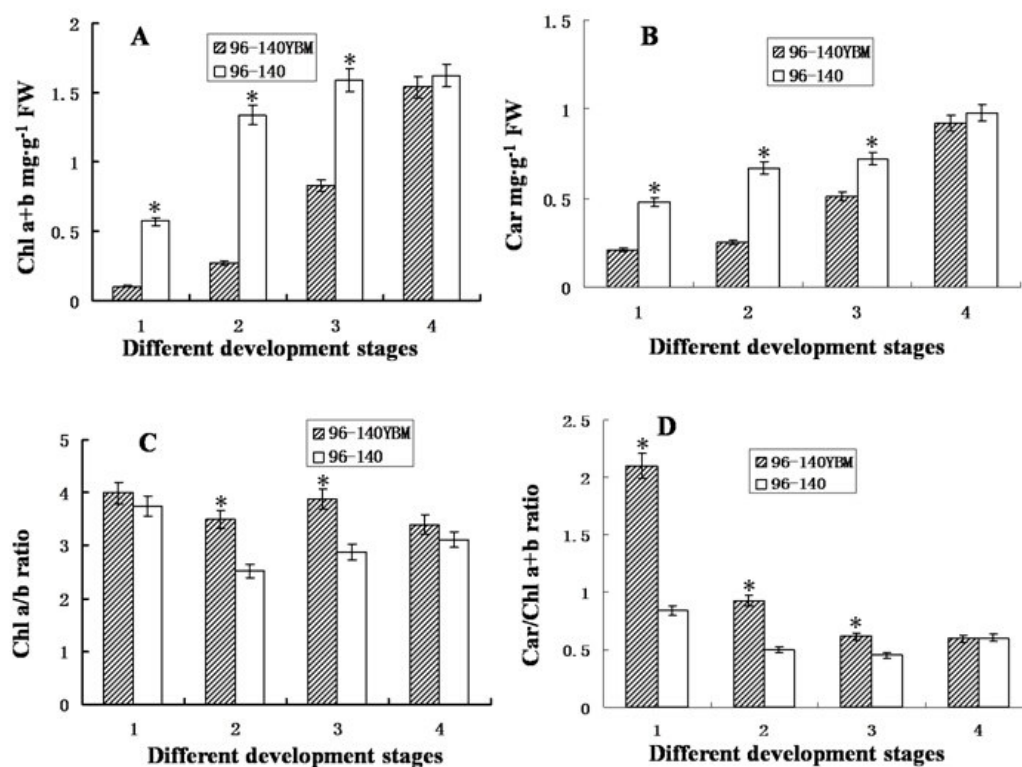 A
96-140YBM
96-140
Chl a+b mg·g⁻¹ FW
2
1.5
1
0.5
0
*
*
*
1 2 3 4
Different development stages
B
96-140YBM
96-140
Car mg·g⁻¹ FW
1.5
1
0.5
0
*
*
*
1 2 3 4
Different development stages
C
96-140YBM
96-140
Chl a/b ratio
5
4
3
2
1
0
*
*
1 2 3 4
Different development stages
D
96-140YBM
96-140
Car/Chl a+b ratio
2.5
2
1.5
1
0.5
0
*
*
*
1 2 3 4
Different development stages